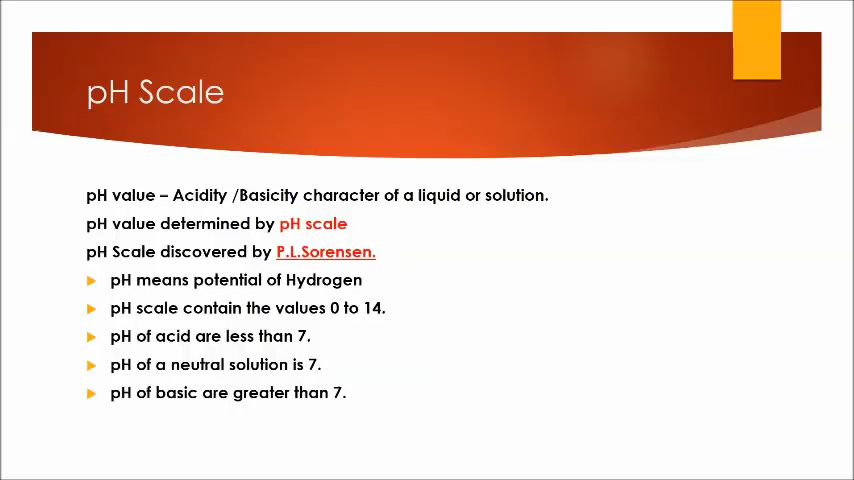 pH Scale
pH value – Acidity /Basicity character of a liquid or solution.
pH value determined by pH scale
pH Scale discovered by P.L.Sorensen.
pH means potential of Hydrogen
pH scale contain the values 0 to 14.
pH of acid are less than 7.
pH of a neutral solution is 7.
pH of basic are greater than 7.